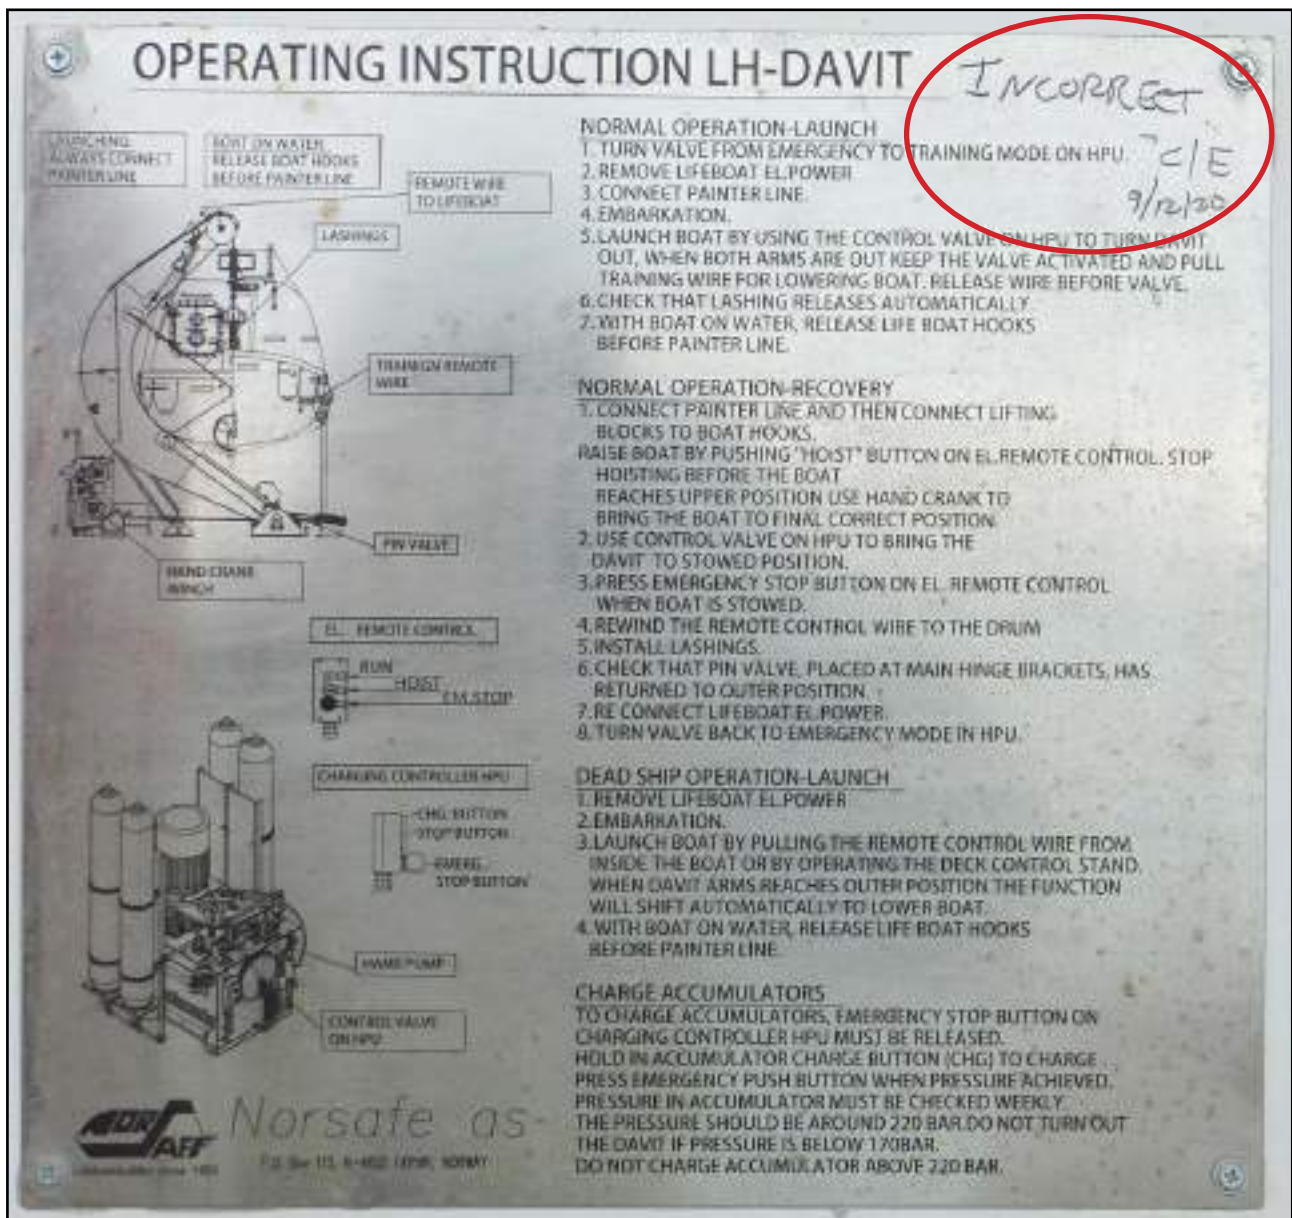 OPERATING INSTRUCTION LH-DAVIT
INCORRECT
C/E
9/12/20
LAUNCHING
ALWAYS CONNECT
PAINTER LINE
BOAT ON WATER,
RELEASE BOAT HOOKS
BEFORE PAINTER LINE
REMOTE WIRE
TO LIFEBOAT
LASHINGS
TRAINIGN REMOTE
WIRE
PIN VALVE
HAND CRANK
WINCH
EL. REMOTE CONTROL
RUN
HOIST
EM.STOP
CHARGING CONTROLLER HPU
CHG. BUTTON
STOP BUTTON
EMERG.
STOP BUTTON
HAND PUMP
CONTROL VALVE
ON HPU
NORMAL OPERATION-LAUNCH
1. TURN VALVE FROM EMERGENCY TO TRAINING MODE ON HPU.
2. REMOVE LIFEBOAT EL.POWER
3. CONNECT PAINTER LINE.
4. EMBARKATION.
5. LAUNCH BOAT BY USING THE CONTROL VALVE ON HPU TO TURN DAVIT
OUT, WHEN BOTH ARMS ARE OUT KEEP THE VALVE ACTIVATED AND PULL
TRAINING WIRE FOR LOWERING BOAT. RELEASE WIRE BEFORE VALVE.
6. CHECK THAT LASHING RELEASES AUTOMATICALLY.
7. WITH BOAT ON WATER, RELEASE LIFE BOAT HOOKS
BEFORE PAINTER LINE.
NORMAL OPERATION-RECOVERY
1. CONNECT PAINTER LINE AND THEN CONNECT LIFTING
BLOCKS TO BOAT HOOKS.
RAISE BOAT BY PUSHING "HOIST" BUTTON ON EL.REMOTE CONTROL. STOP
HOISTING BEFORE THE BOAT
REACHES UPPER POSITION USE HAND CRANK TO
BRING THE BOAT TO FINAL CORRECT POSITION.
2. USE CONTROL VALVE ON HPU TO BRING THE
DAVIT TO STOWED POSITION.
3. PRESS EMERGENCY STOP BUTTON ON EL. REMOTE CONTROL
WHEN BOAT IS STOWED.
4. REWIND THE REMOTE CONTROL WIRE TO THE DRUM
5. INSTALL LASHINGS.
6. CHECK THAT PIN VALVE, PLACED AT MAIN HINGE BRACKETS, HAS
RETURNED TO OUTER POSITION.
7. RE CONNECT LIFEBOAT EL.POWER.
8. TURN VALVE BACK TO EMERGENCY MODE IN HPU.
DEAD SHIP OPERATION-LAUNCH
1. REMOVE LIFEBOAT EL.POWER
2. EMBARKATION.
3. LAUNCH BOAT BY PULLING THE REMOTE CONTROL WIRE FROM
INSIDE THE BOAT OR BY OPERATING THE DECK CONTROL STAND.
WHEN DAVIT ARMS REACHES OUTER POSITION THE FUNCTION
WILL SHIFT AUTOMATICALLY TO LOWER BOAT.
4. WITH BOAT ON WATER, RELEASE LIFE BOAT HOOKS
BEFORE PAINTER LINE.
CHARGE ACCUMULATORS
TO CHARGE ACCUMULATORS, EMERGENCY STOP BUTTON ON
CHARGING CONTROLLER HPU MUST BE RELEASED.
HOLD IN ACCUMULATOR CHARGE BUTTON (CHG) TO CHARGE
PRESS EMERGENCY PUSH BUTTON WHEN PRESSURE ACHIEVED.
PRESSURE IN ACCUMULATOR MUST BE CHECKED WEEKLY.
THE PRESSURE SHOULD BE AROUND 220 BAR.DO NOT TURN OUT
THE DAVIT IF PRESSURE IS BELOW 170BAR.
DO NOT CHARGE ACCUMULATOR ABOVE 220 BAR.
NORSAFE
Norsafe as
NORWAY